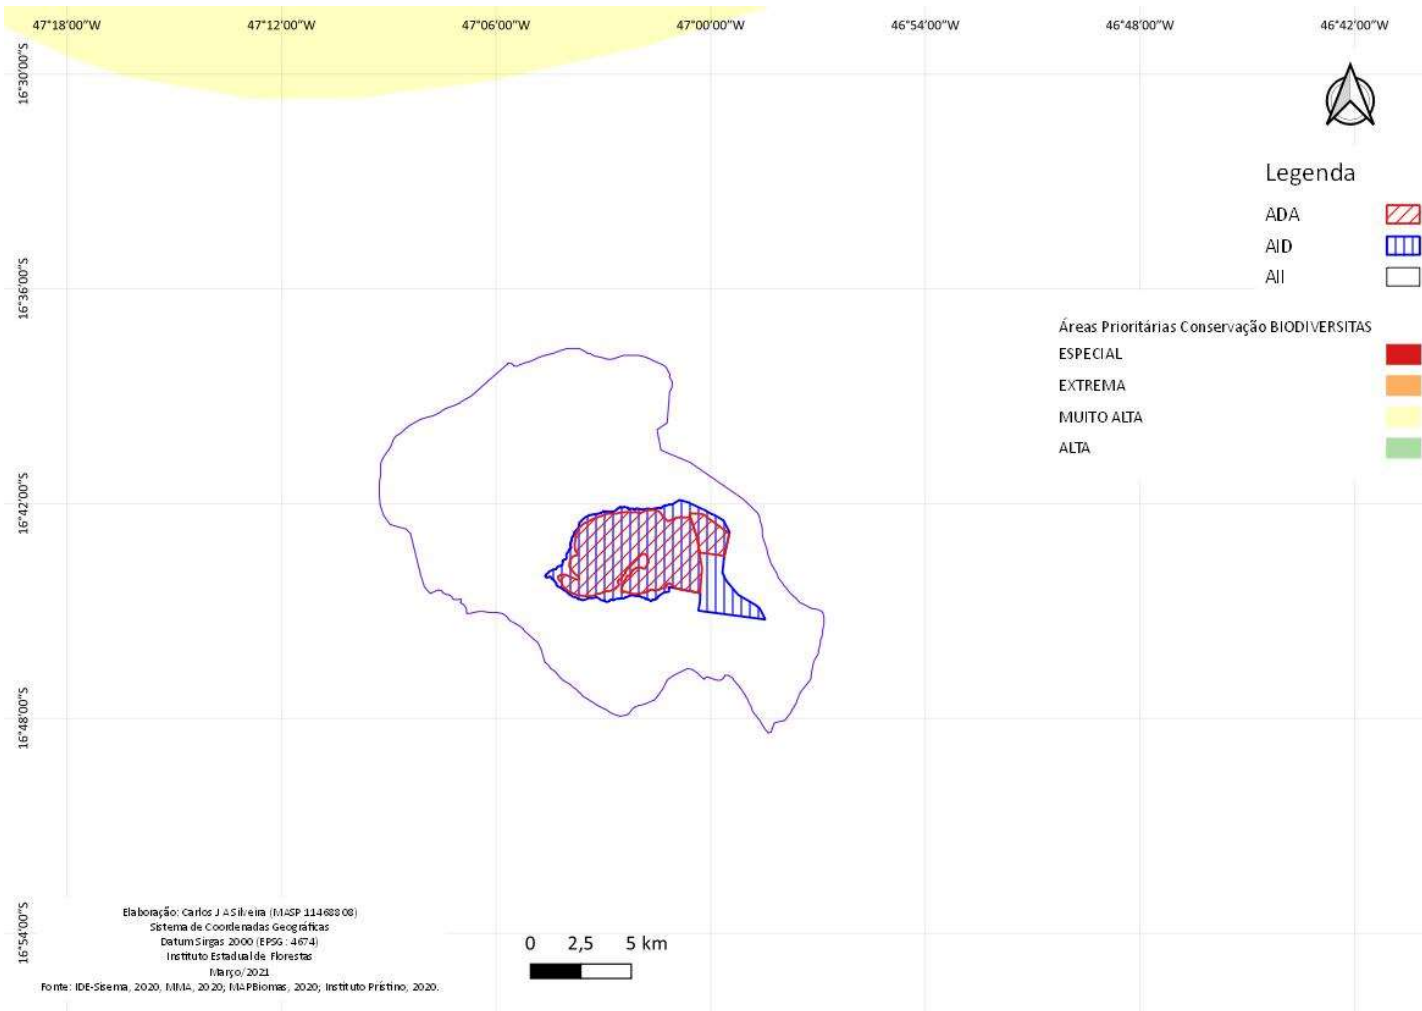 47°18'00"W 47°12'00"W 47°06'00"W 47°00'00"W 46°54'00"W 46°48'00"W 46°42'00"W
16°30'00"S
16°36'00"S
16°42'00"S
16°48'00"S
16°54'00"S
Legenda
ADA
AID
AII
Áreas Prioritárias Conservação BIODIVERSITAS
ESPECIAL
EXTREMA
MUITO ALTA
ALTA
Elaboração: Carlos J A Silveira (MASP 11468808)
Sistema de Coordenadas Geográficas
Datum Sirgas 2000 (EPSG: 4674)
Instituto Estadual de Florestas
Março/2021
Fonte: IDE-Sisema, 2020, MMA, 2020; MAPBiomas, 2020; Instituto Prístino, 2020.
0 2,5 5 km